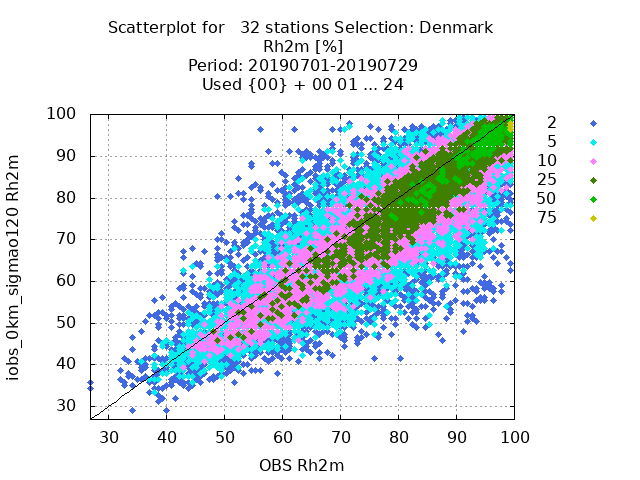 Scatterplot for   32 stations Selection: Denmark
Rh2m [%]
Period: 20190701-20190729
Used {00} + 00 01 ... 24
iobs_0km_sigmao120 Rh2m
100
90
80
70
60
50
40
30
30 40 50 60 70 80 90 100
OBS Rh2m
2
5
10
25
50
75